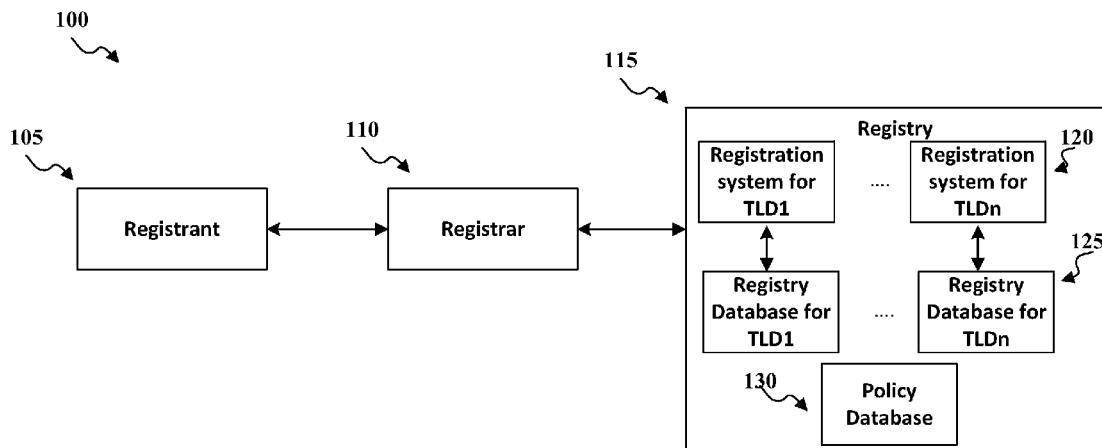 100
115
105
110
Registry
120
Registration
system for
TLD1
....
Registration
system for
TLDn
Registrant
Registrar
125
Registry
Database for
TLD1
....
Registry
Database for
TLDn
130
Policy
Database